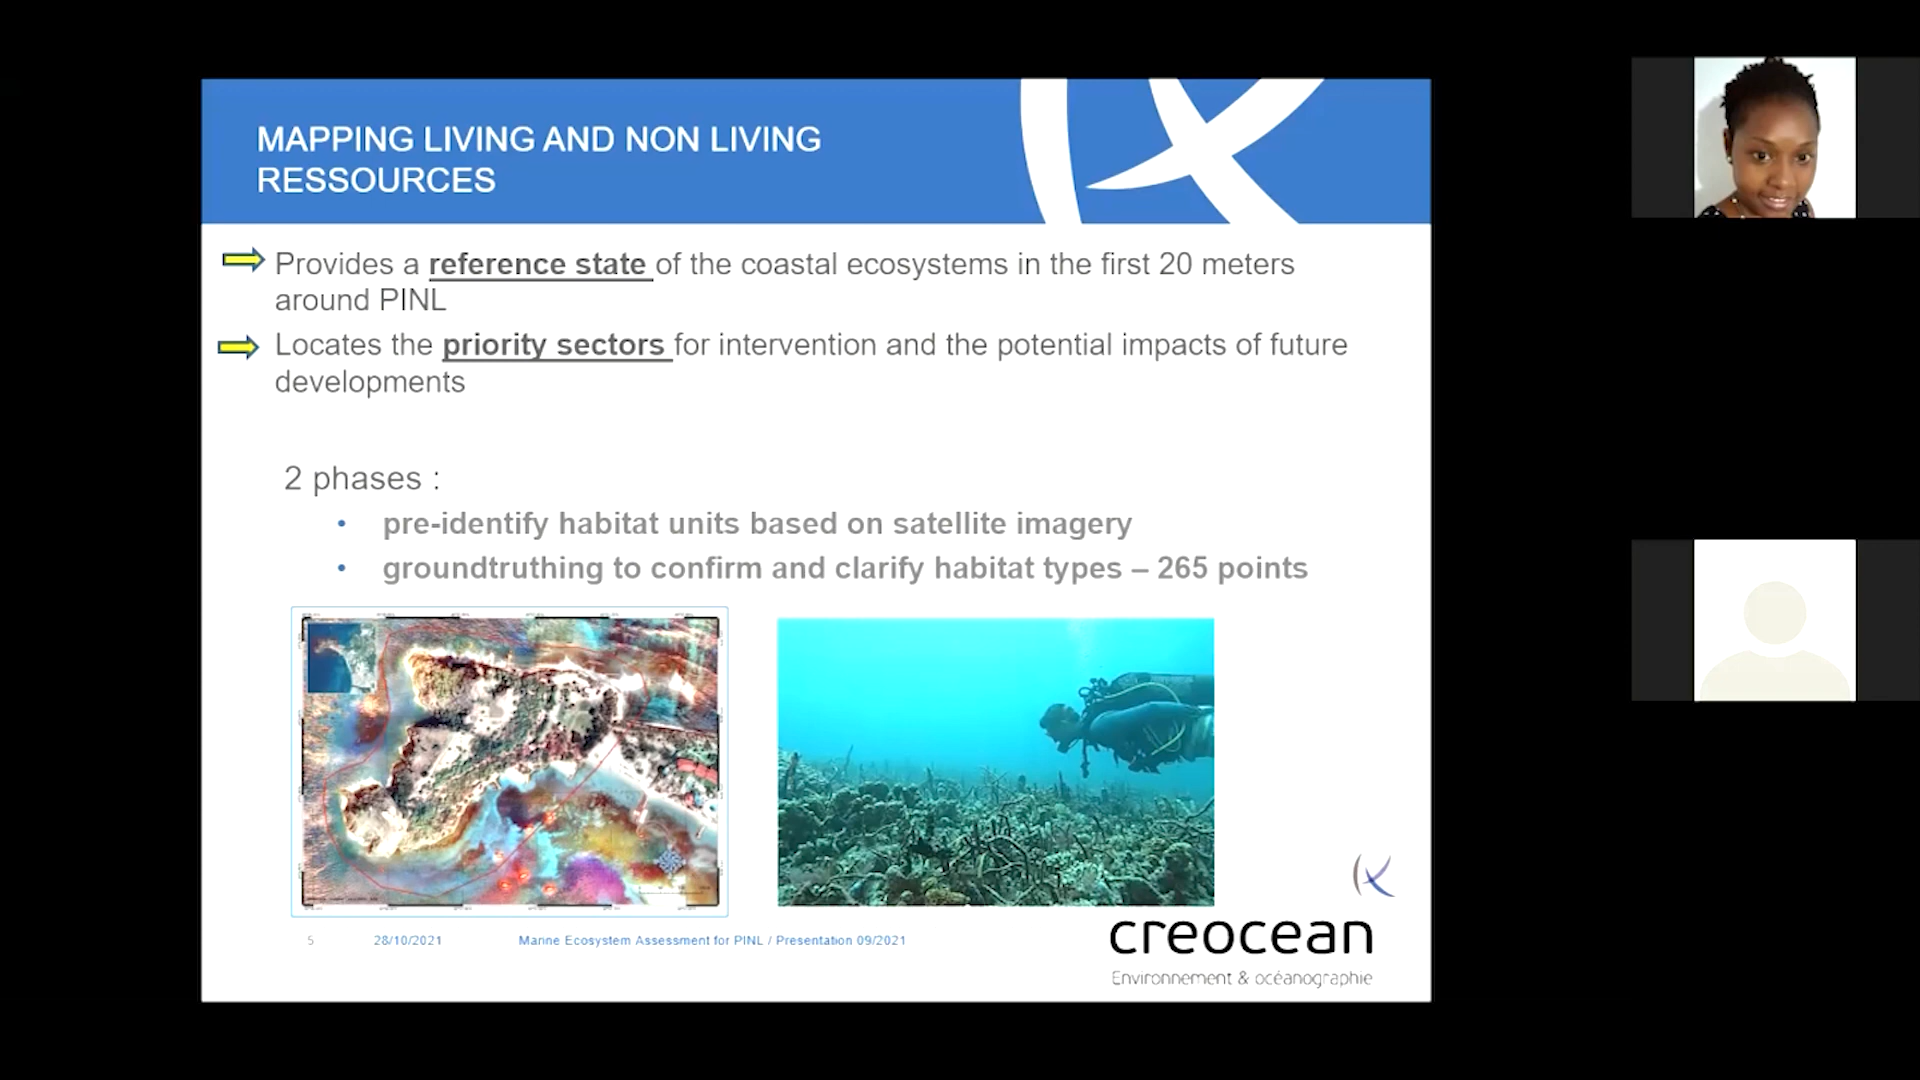 MAPPING LIVING AND NON LIVING
RESSOURCES
Provides a reference state of the coastal ecosystems in the first 20 meters
around PINL
Locates the priority sectors for intervention and the potential impacts of future
developments
2 phases :
• pre-identify habitat units based on satellite imagery
• groundtruthing to confirm and clarify habitat types – 265 points
5 28/10/2021 Marine Ecosystem Assessment for PINL / Presentation 09/2021
creocean
Environnement & océanographie